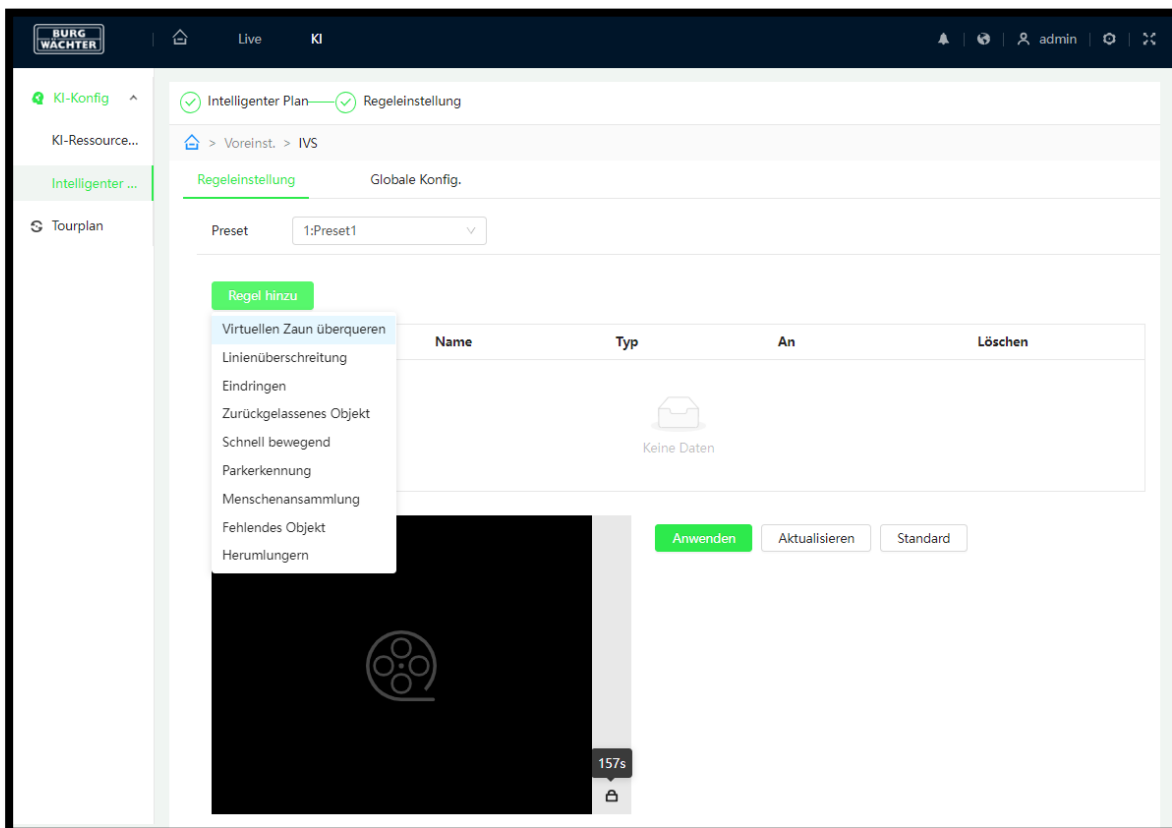 BURG
WÄCHTER
Live KI admin
KI-Konfig
KI-Ressource...
Intelligenter ...
Tourplan
Intelligenter Plan Regeleinstellung
> Voreinst. > IVS
Regeleinstellung Globale Konfig.
Preset 1:Preset1
Regel hinzu
Name Typ An Löschen
Virtuellen Zaun überqueren
Linienüberschreitung
Eindringen
Zurückgelassenes Objekt
Schnell bewegend
Parkerkennung
Menschenansammlung
Fehlendes Objekt
Herumlungern
Keine Daten
Anwenden Aktualisieren Standard
157s